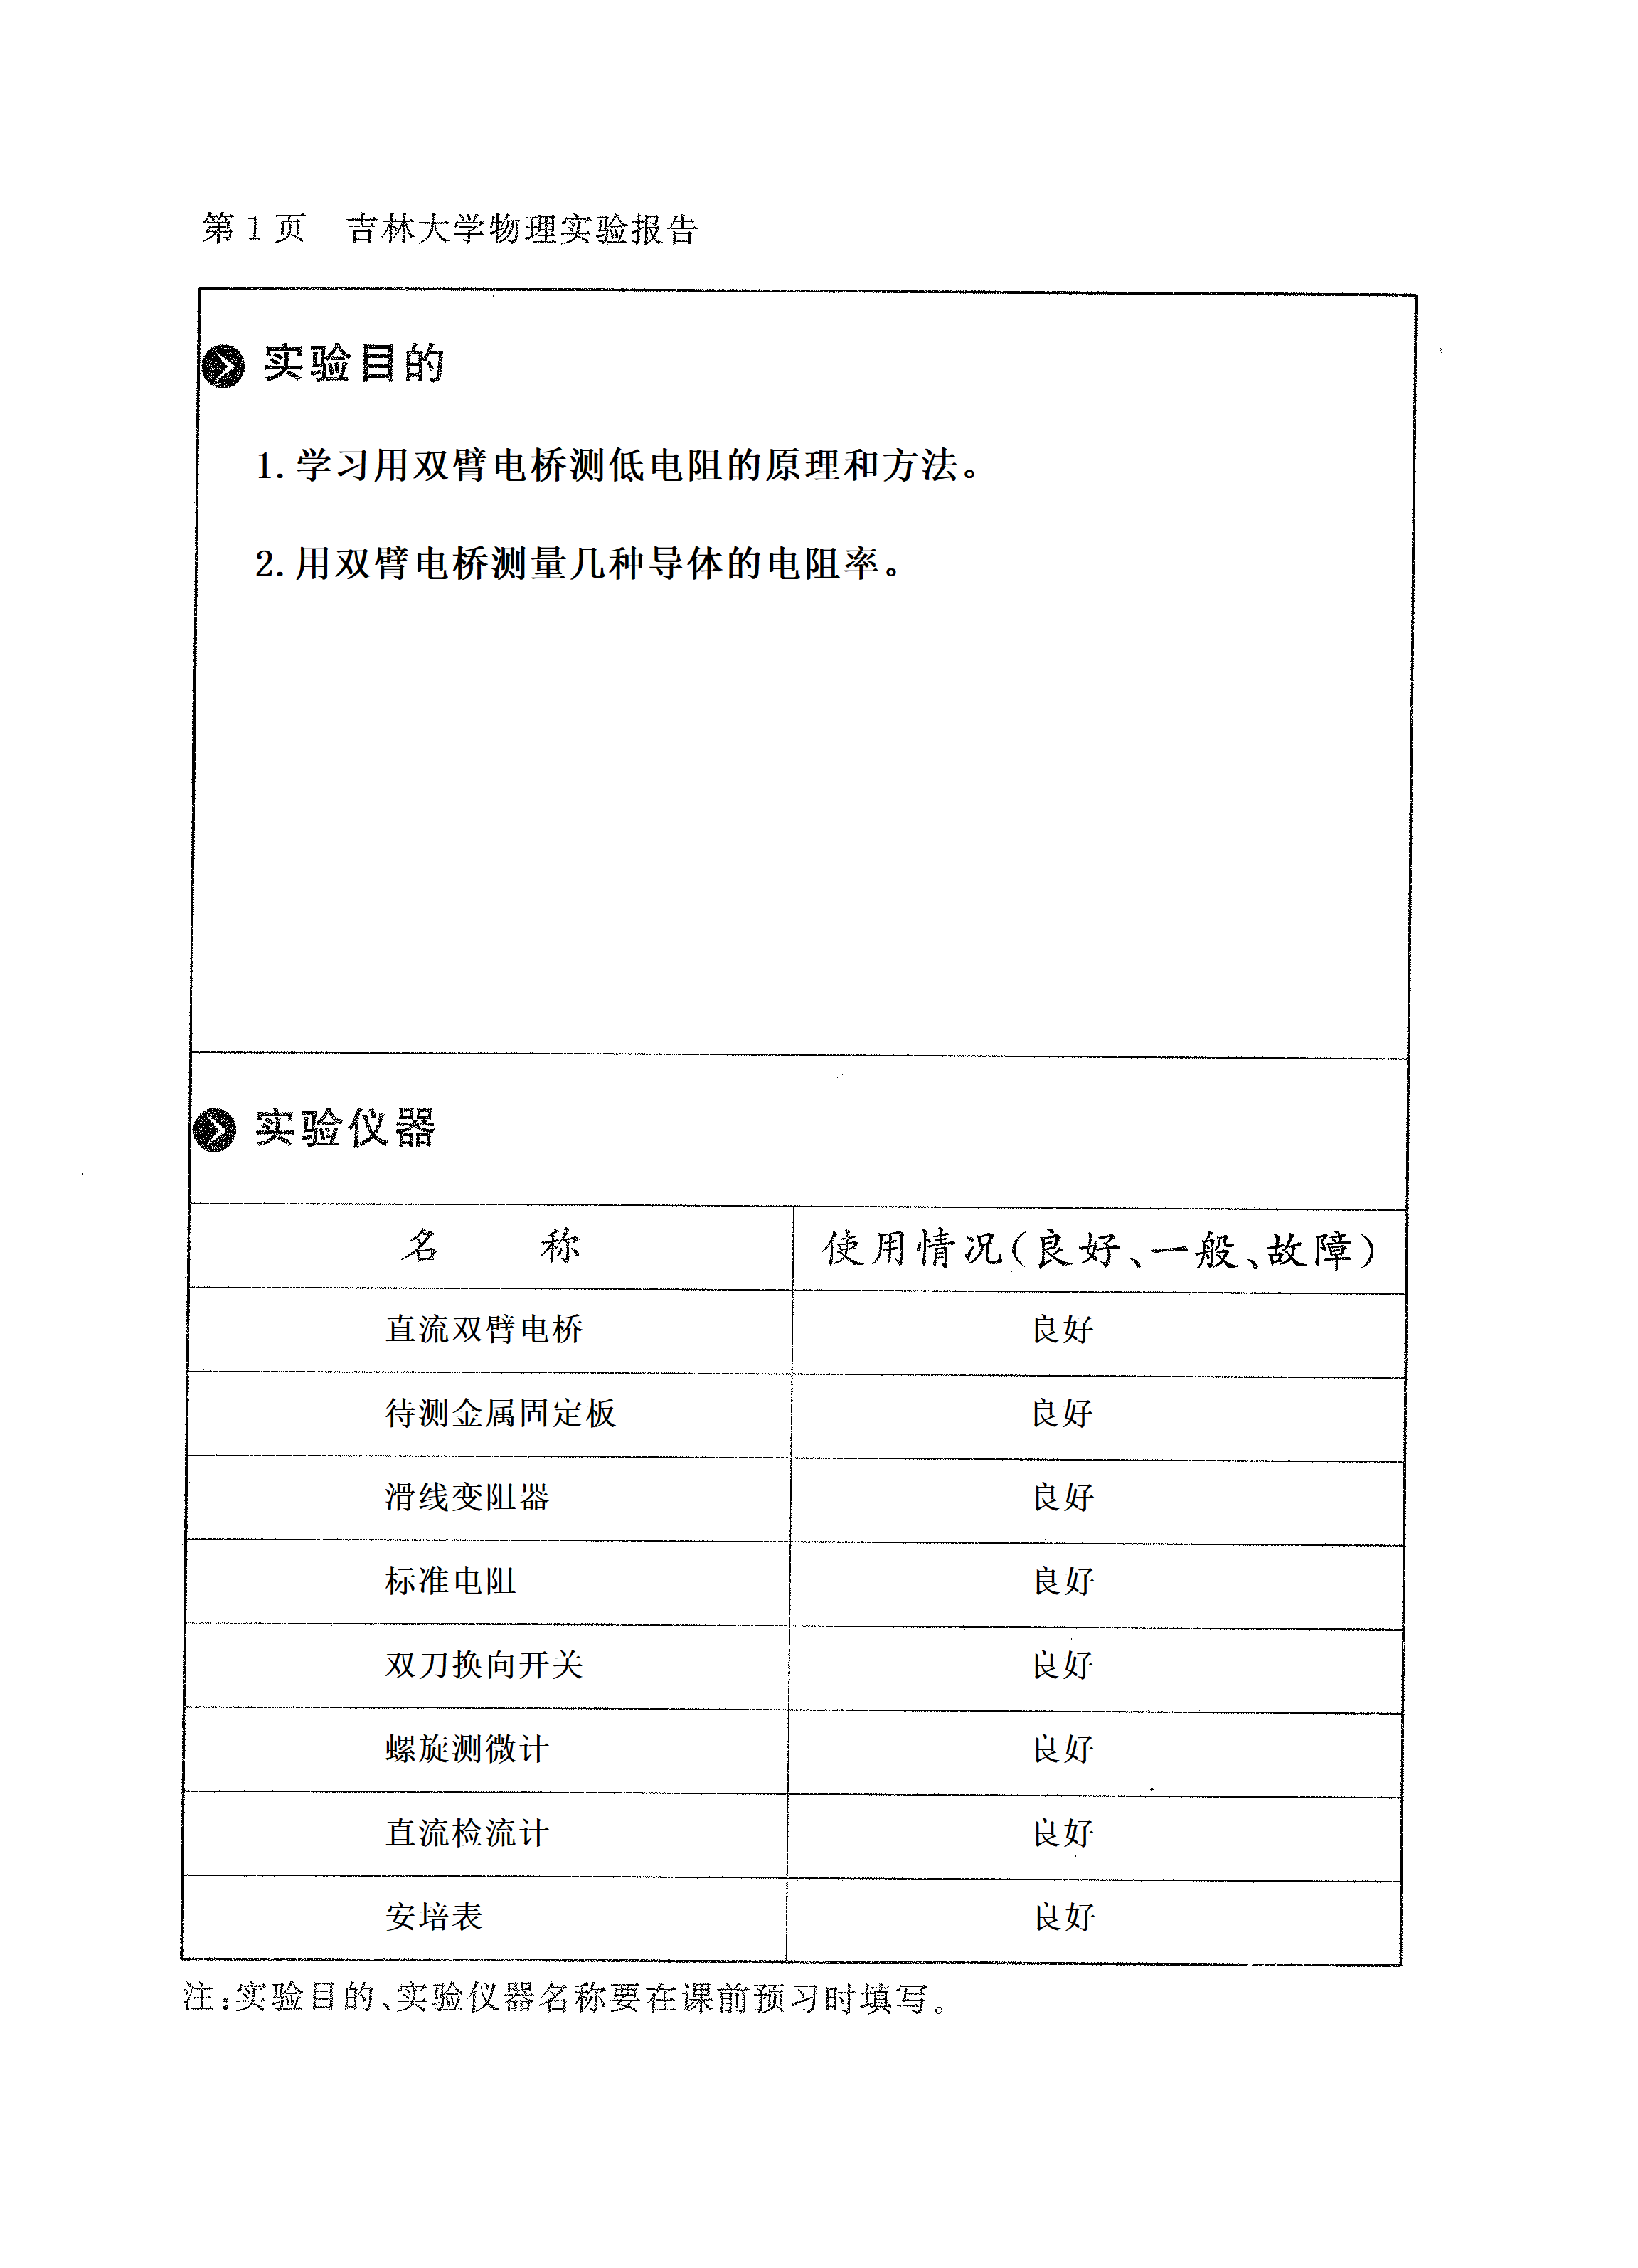 第1页 吉林大学物理实验报告
实验目的
1.学习用双臂电桥测低电阻的原理和方法。
2.用双臂电桥测量几种导体的电阻率。
实验仪器
名 称 使用情况(良好、一般、故障)
直流双臂电桥 良好
待测金属固定板 良好
滑线变阻器 良好
标准电阻 良好
双刀换向开关 良好
螺旋测微计 良好
直流检流计 良好
安培表 良好
注:实验目的、实验仪器名称要在课前预习时填写。